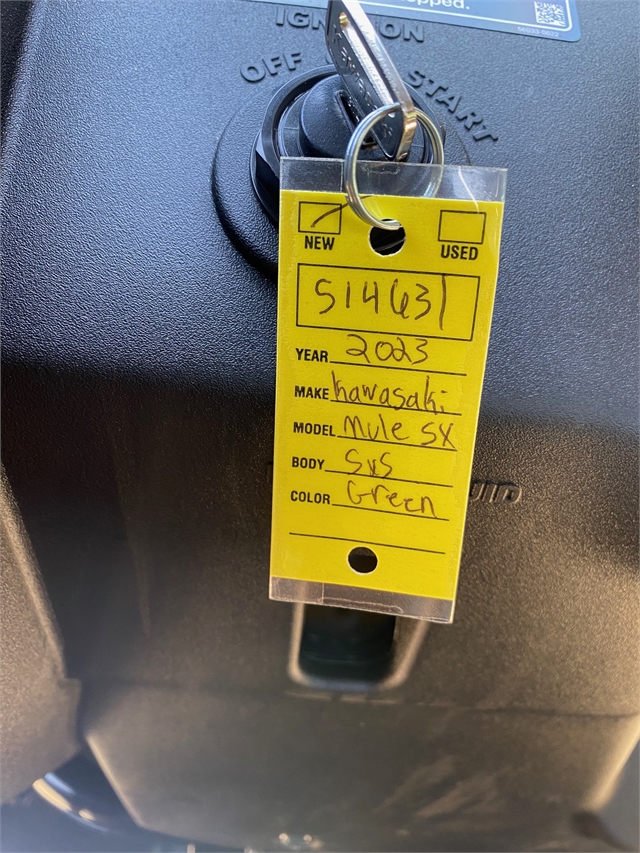 IGNITION
OFF
START
NEW
USED
514631
YEAR 2023
MAKE Kawasaki
MODEL Mule SX
BODY SxS
COLOR Green